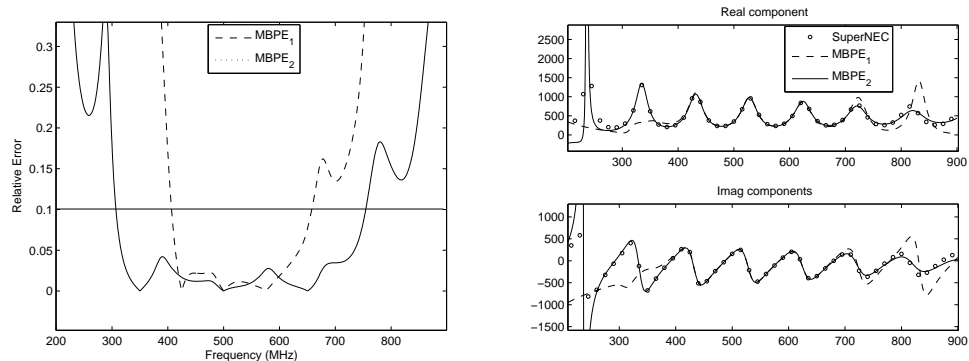 0.3
0.25
0.2
0.15
0.1
0.05
0
Relative Error
200 300 400 500 600 700 800
Frequency (MHz)
MBPE1
MBPE2
Real component
2500
2000
1500
1000
500
0
300 400 500 600 700 800 900
SuperNEC
MBPE1
MBPE2
Imag components
1000
500
0
−500
−1000
−1500
300 400 500 600 700 800 900